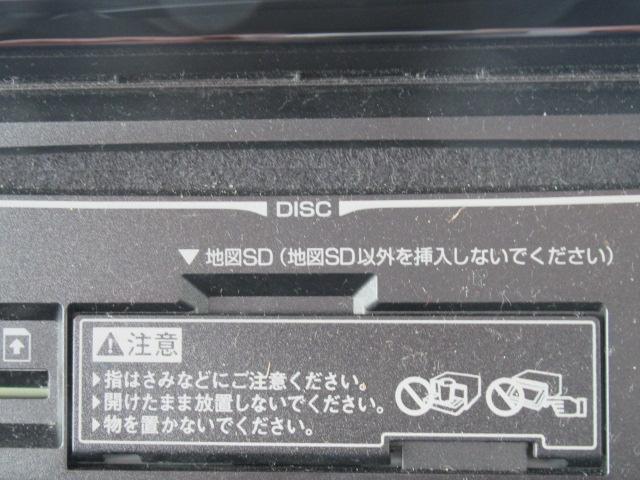 DISC
▼地図SD(地図SD以外を挿入しないでください)
注意
▶指はさみなどにご注意ください。
▶開けたまま放置しないでください。
▶物を置かないでください。